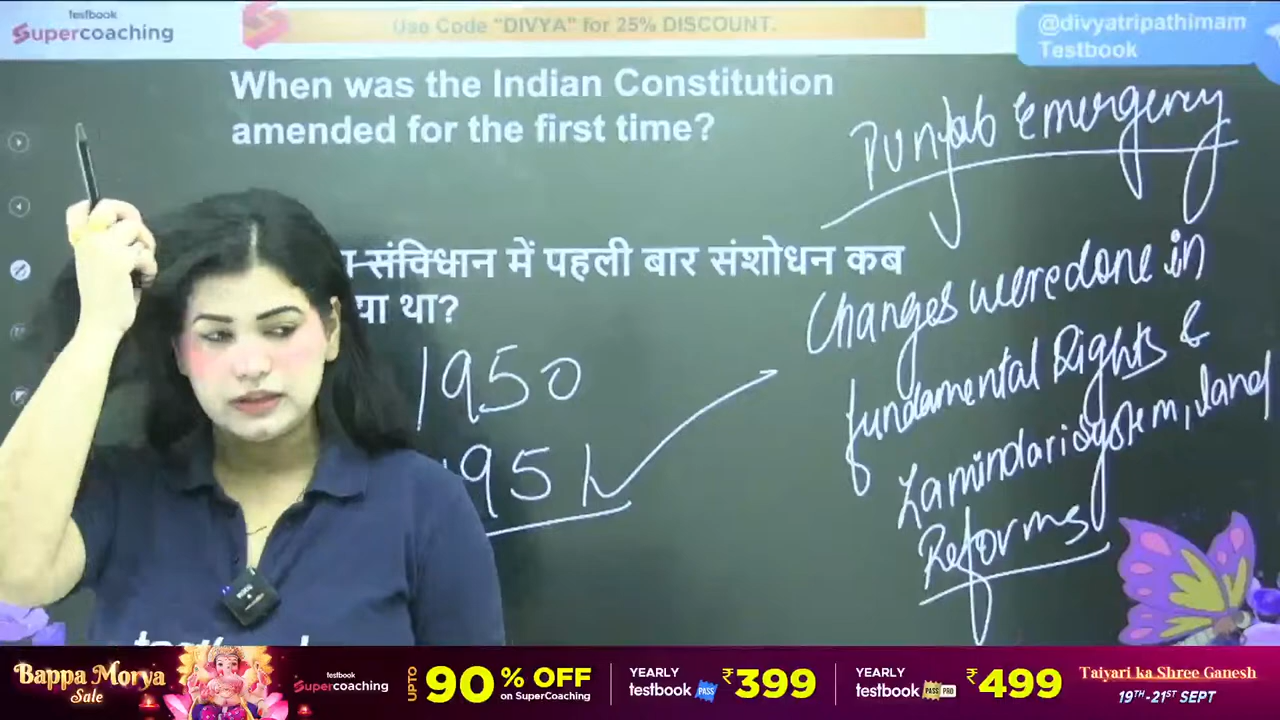 testbook
Supercoaching
Use Code "DIVYA" for 25% DISCOUNT.
@divyatripathimam
Testbook
When was the Indian Constitution
amended for the first time?
Punjab Emergency
संविधान में पहली बार संशोधन कब
था?
1950
951
Changes were done in
fundamental Rights &
Zamindari system, land
Reforms
Bappa Morya
Sale
testbook
Supercoaching
UPTO 90% OFF
on SuperCoaching
YEARLY
testbook PASS
₹399
YEARLY
testbook PASS PRO
₹499
Taiyari ka Shree Ganesh
19TH-21ST SEPT